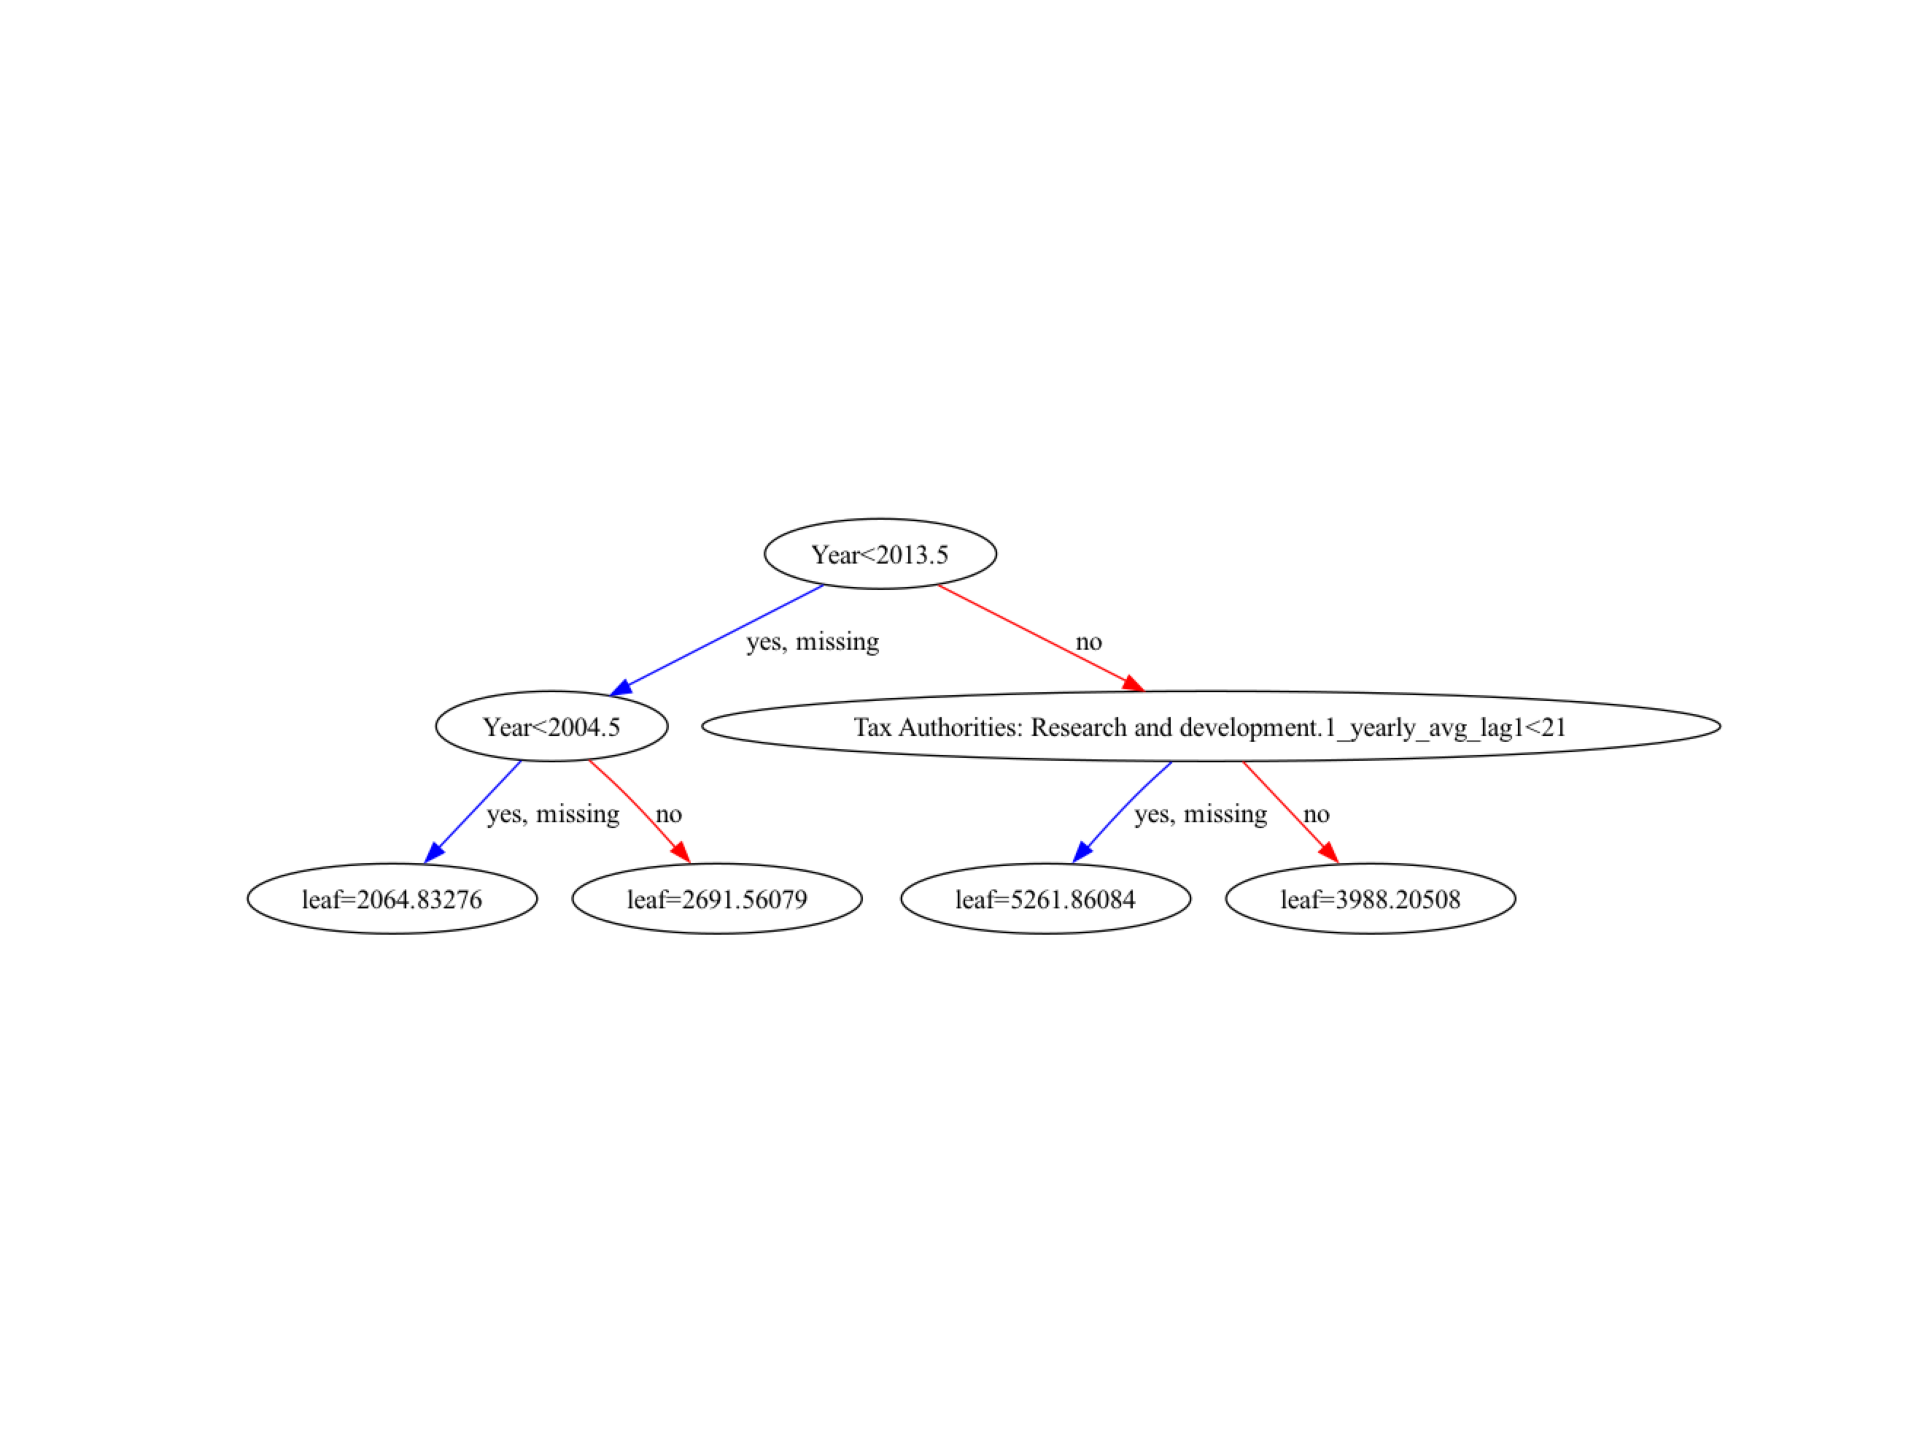 Year<2013.5
yes, missing
no
Year<2004.5
Tax Authorities: Research and development.1_yearly_avg_lag1<21
yes, missing
no
yes, missing
no
leaf=2064.83276
leaf=2691.56079
leaf=5261.86084
leaf=3988.20508